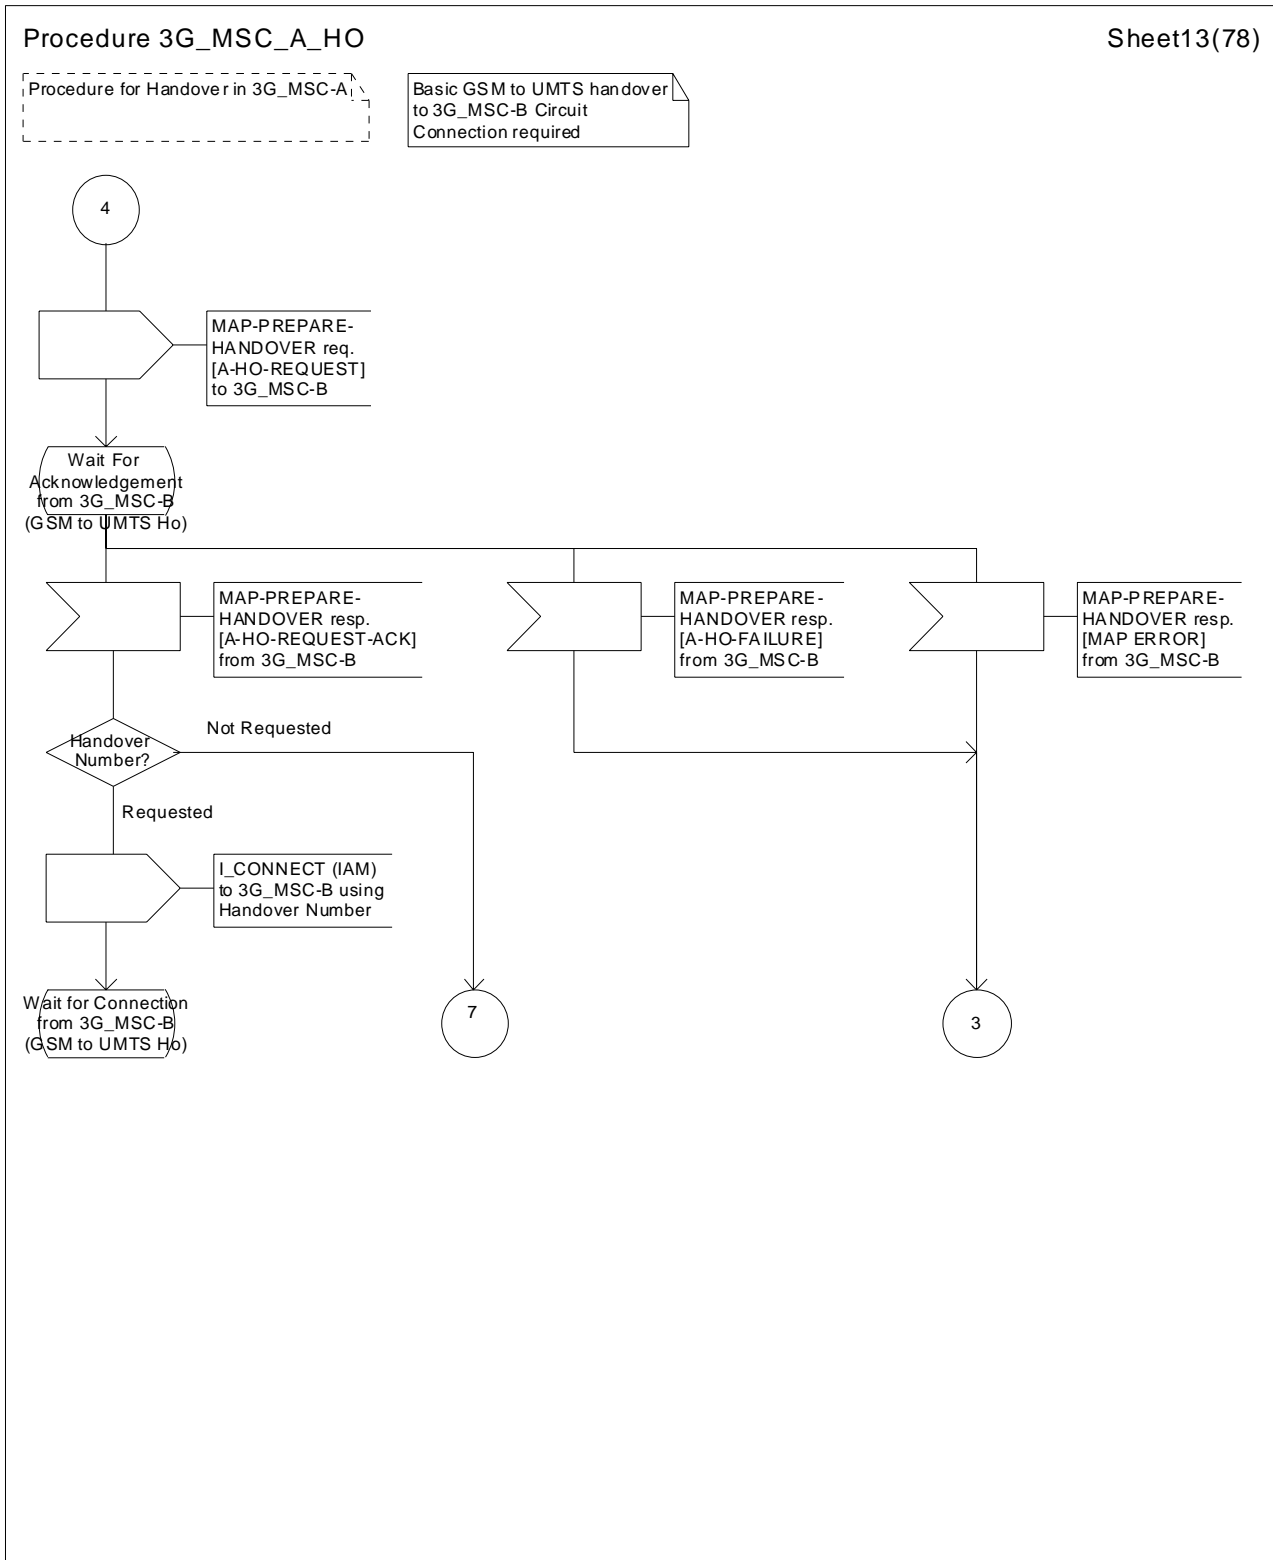 Procedure 3G_MSC_A_HO
Sheet13(78)
Procedure for Handover in 3G_MSC-A
Basic GSM to UMTS handover
to 3G_MSC-B Circuit
Connection required
4
MAP-PREPARE-
HANDOVER req.
[A-HO-REQUEST]
to 3G_MSC-B
Wait For
Acknowledgement
from 3G_MSC-B
(GSM to UMTS Ho)
MAP-PREPARE-
HANDOVER resp.
[A-HO-REQUEST-ACK]
from 3G_MSC-B
MAP-PREPARE-
HANDOVER resp.
[A-HO-FAILURE]
from 3G_MSC-B
MAP-PREPARE-
HANDOVER resp.
[MAP ERROR]
from 3G_MSC-B
Handover
Number?
Not Requested
Requested
I_CONNECT (IAM)
to 3G_MSC-B using
Handover Number
Wait for Connection
from 3G_MSC-B
(GSM to UMTS Ho)
7
3